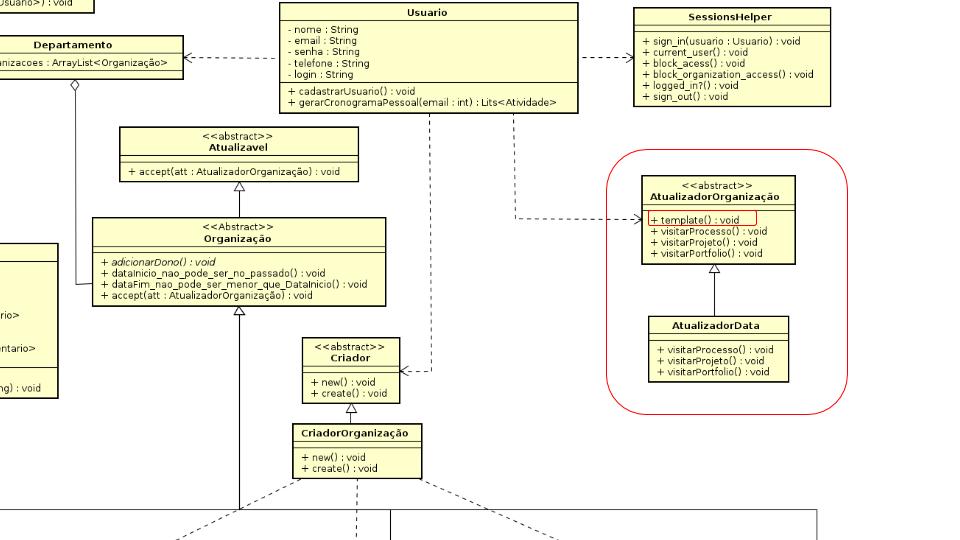 Usuario>) : void
Departamento
anizacoes : ArrayList<Organização>
Usuario
- nome : String
- email : String
- senha : String
- telefone : String
- login : String
+ cadastrarUsuario() : void
+ gerarCronogramaPessoal(email : int) : Lits<Atividade>
SessionsHelper
+ sign_in(usuario : Usuario) : void
+ current_user() : void
+ block_acess() : void
+ block_organization_access() : void
+ logged_in?() : void
+ sign_out() : void
<<abstract>>
Atualizavel
+ accept(att : AtualizadorOrganização) : void
<<abstract>>
AtualizadorOrganização
+ template() : void
+ visitarProcesso() : void
+ visitarProjeto() : void
+ visitarPortfolio() : void
<<Abstract>>
Organização
+ adicionarDono() : void
+ dataInicio_nao_pode_ser_no_passado() : void
+ dataFim_nao_pode_ser_menor_que_DataInicio() : void
+ accept(att : AtualizadorOrganização) : void
rio>
entario>
ng) : void
AtualizadorData
+ visitarProcesso() : void
+ visitarProjeto() : void
+ visitarPortfolio() : void
<<abstract>>
Criador
+ new() : void
+ create() : void
CriadorOrganização
+ new() : void
+ create() : void